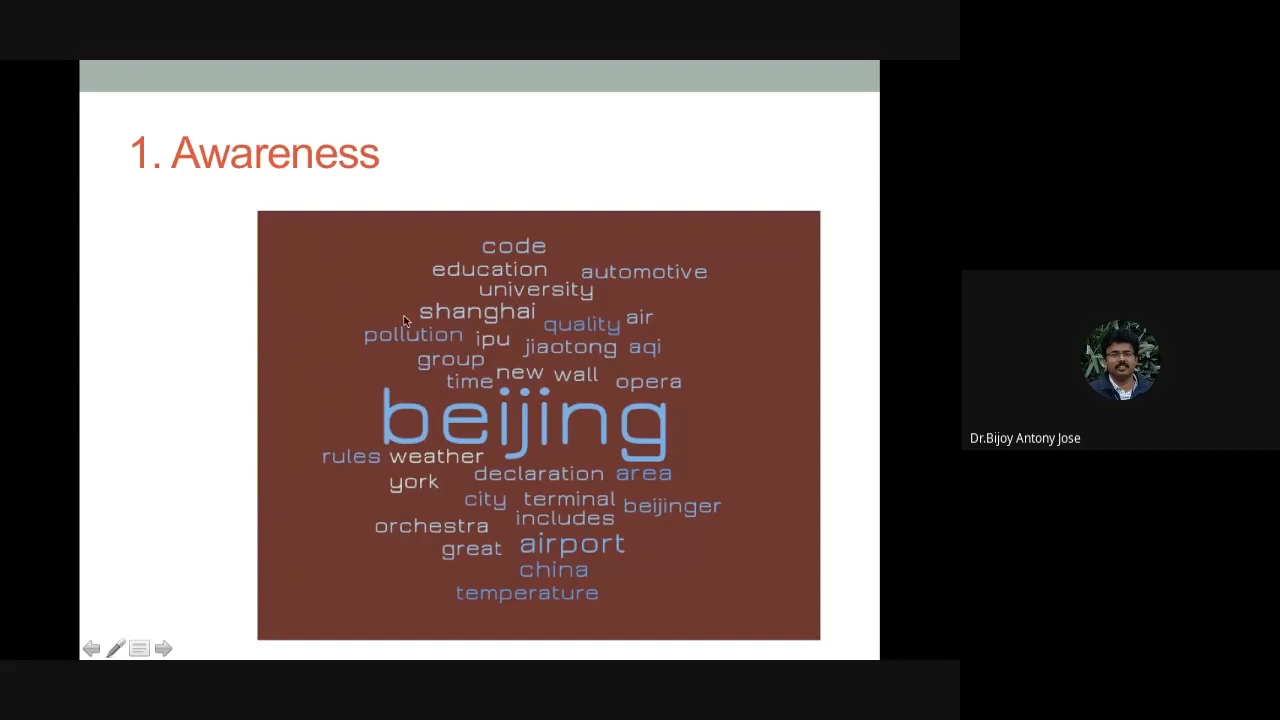 1. Awareness
code
education automotive
university
shanghai quality air
pollution ipu jiaotong aqi
group new wall
time opera
beijing
rules weather
declaration area
york
city terminal beijinger
orchestra includes
great airport
china
temperature
Dr.Bijoy Antony Jose